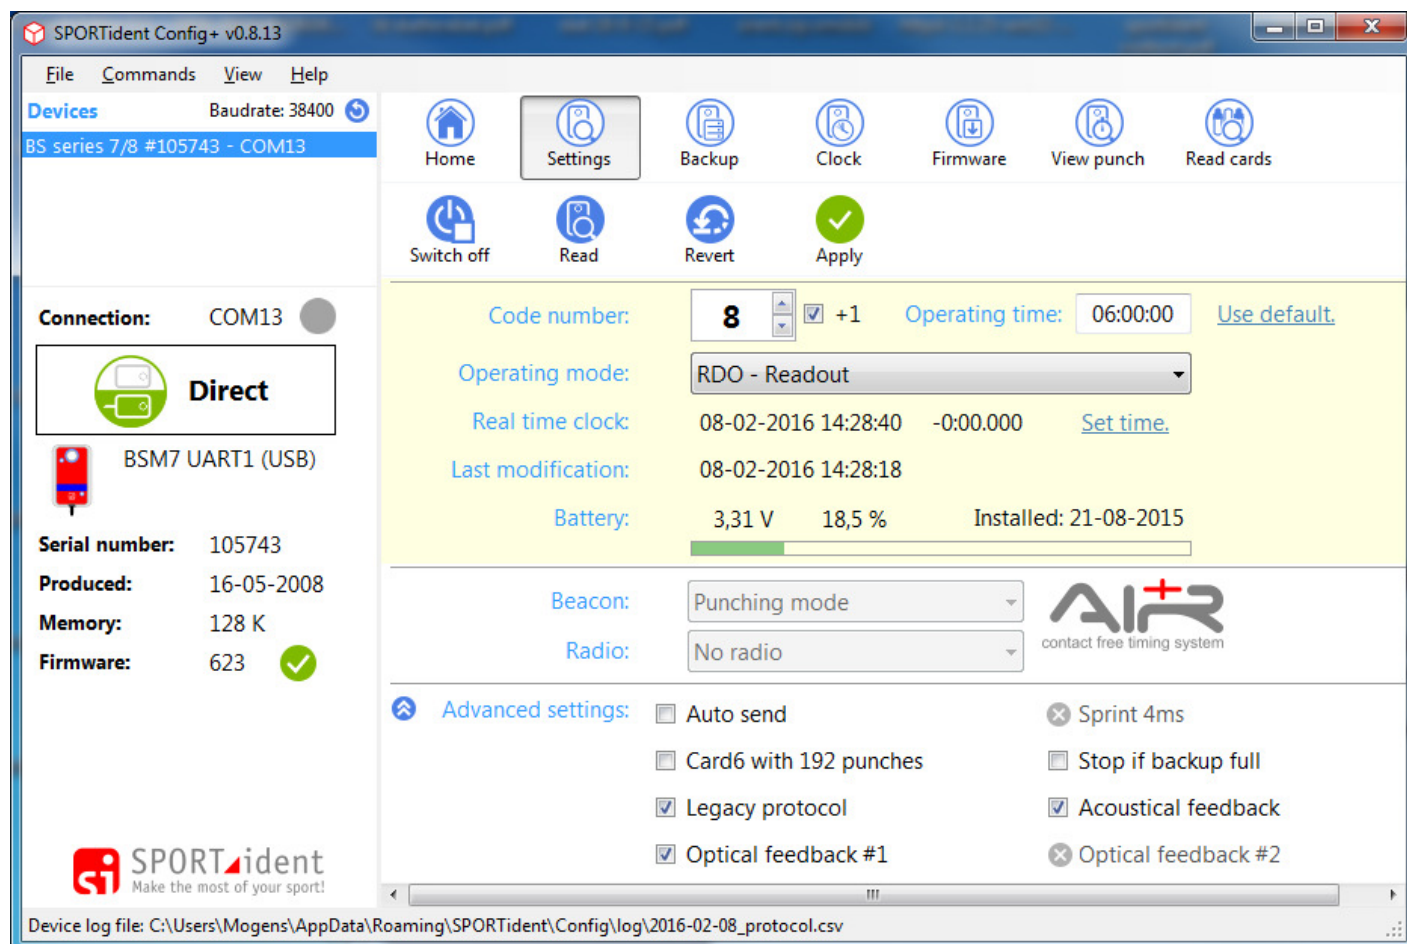 SPORTident Config+ v0.8.13
File Commands View Help
Devices Baudrate: 38400
BS series 7/8 #105743 - COM13
Home Settings Backup Clock Firmware View punch Read cards
Switch off Read Revert Apply
Connection: COM13
Direct
BSM7 UART1 (USB)
Serial number: 105743
Produced: 16-05-2008
Memory: 128 K
Firmware: 623
SPORTident
Make the most of your sport!
Code number: 8 +1 Operating time: 06:00:00 Use default.
Operating mode: RDO - Readout
Real time clock: 08-02-2016 14:28:40 -0:00.000 Set time.
Last modification: 08-02-2016 14:28:18
Battery: 3,31 V 18,5 % Installed: 21-08-2015
Beacon: Punching mode
Radio: No radio
AIR+
contact free timing system
Advanced settings: Auto send Sprint 4ms
Card6 with 192 punches Stop if backup full
Legacy protocol Acoustical feedback
Optical feedback #1 Optical feedback #2
Device log file: C:\Users\Mogens\AppData\Roaming\SPORTident\Config\log\2016-02-08_protocol.csv